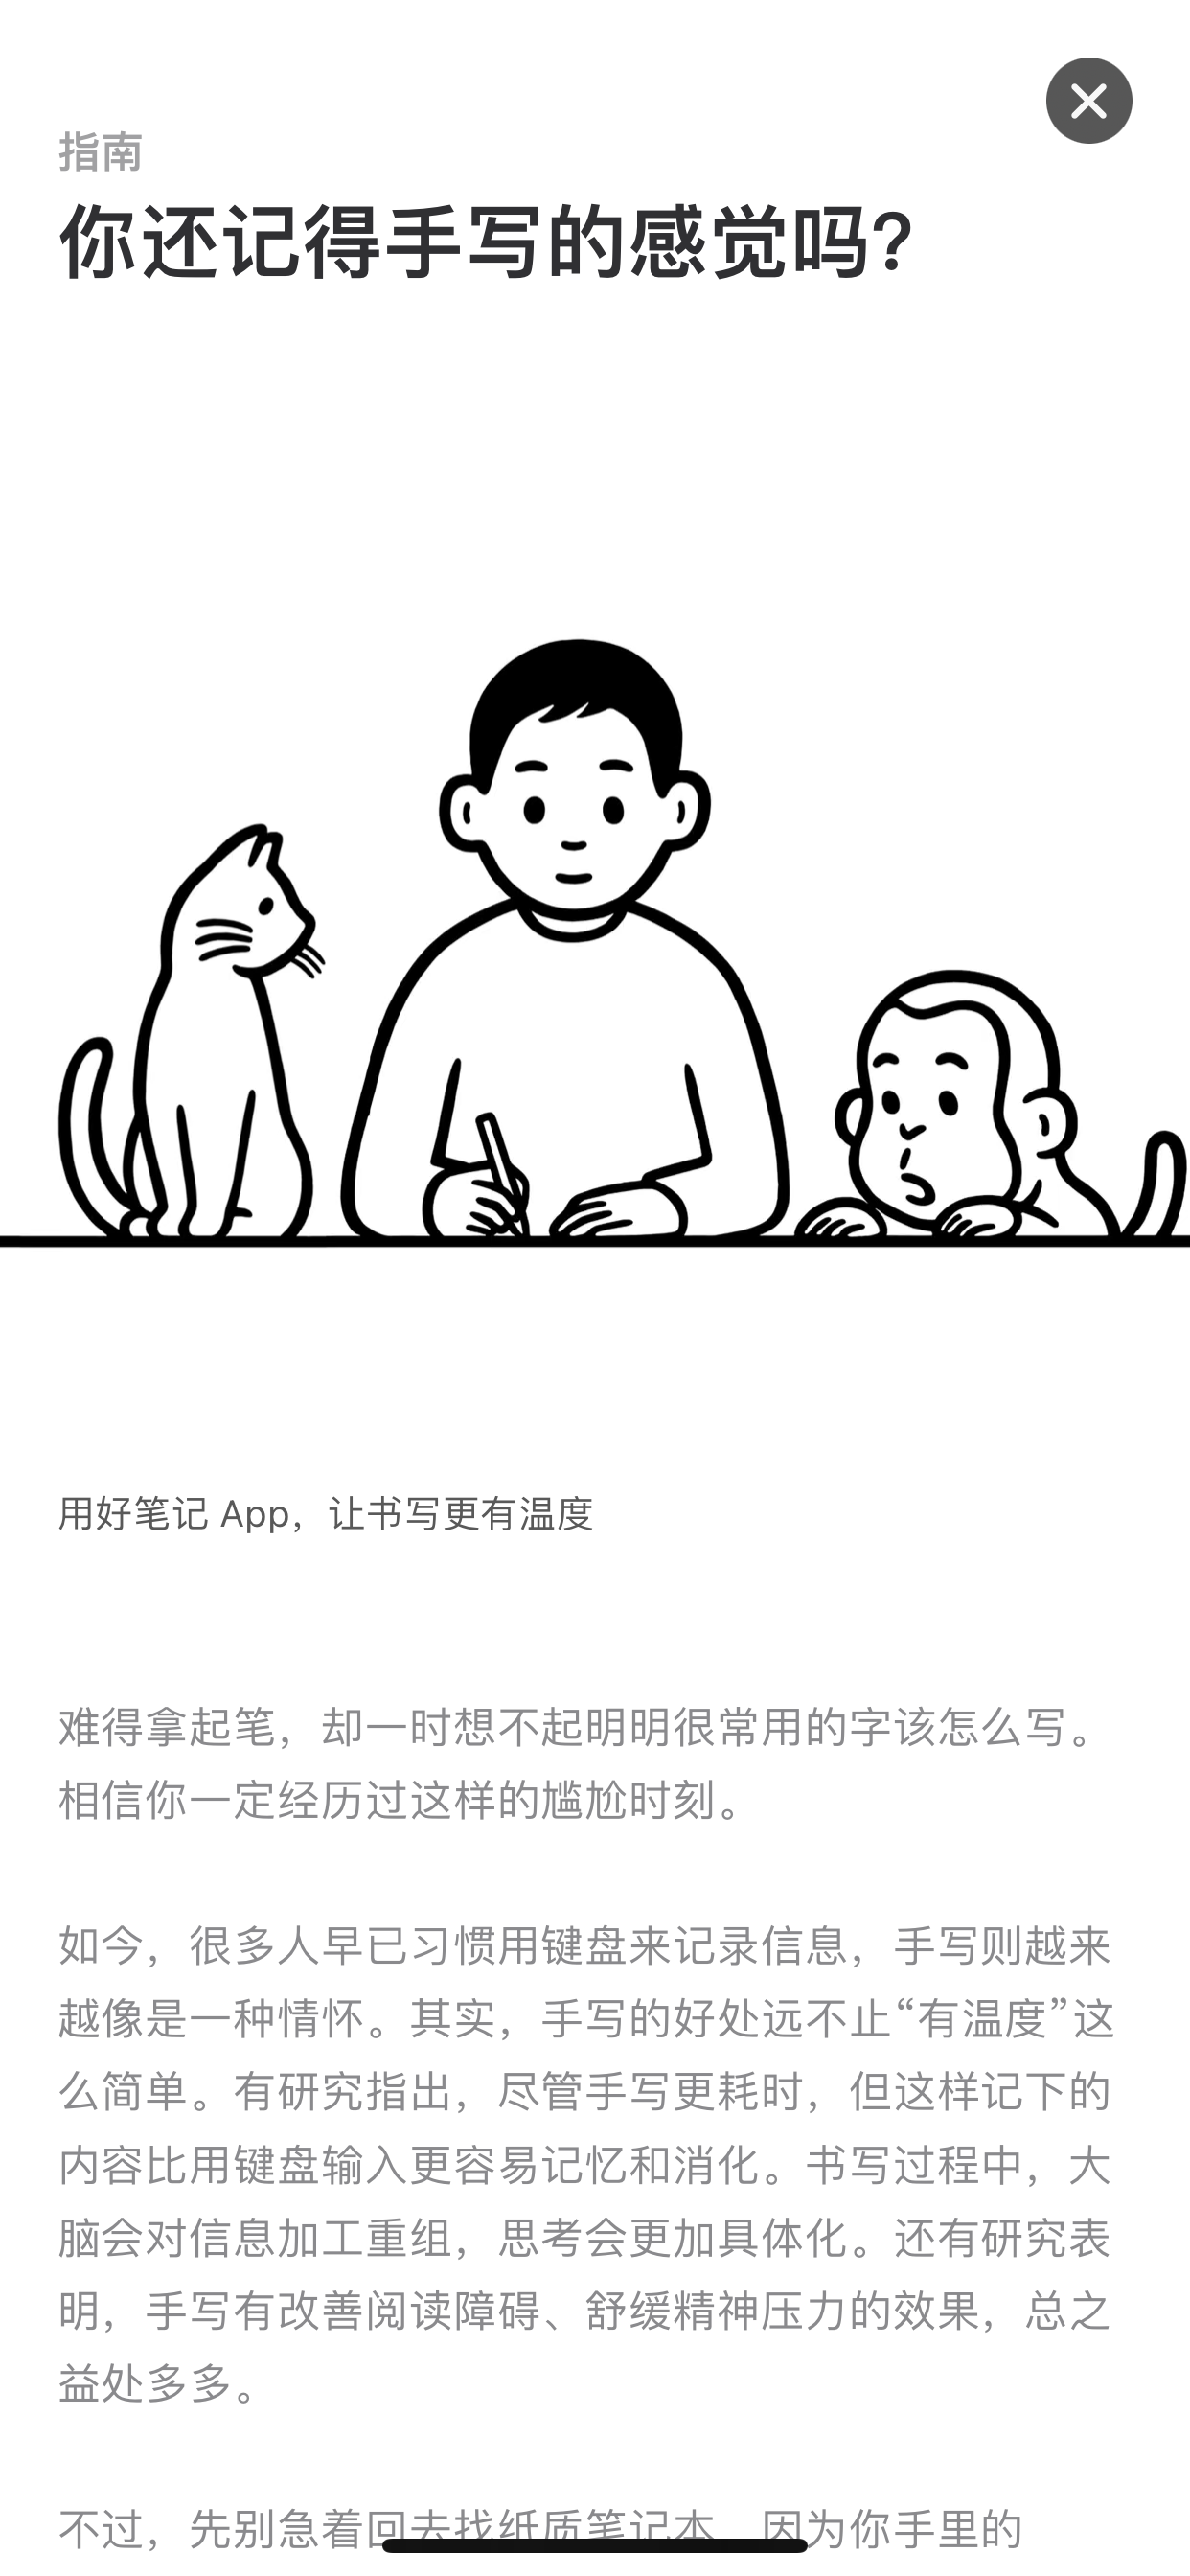 指南
你还记得手写的感觉吗?
用好笔记 App，让书写更有温度
难得拿起笔，却一时想不起明明很常用的字该怎么写。
相信你一定经历过这样的尴尬时刻。
如今，很多人早已习惯用键盘来记录信息，手写则越来
越像是一种情怀。其实，手写的好处远不止“有温度”这
么简单。有研究指出，尽管手写更耗时，但这样记下的
内容比用键盘输入更容易记忆和消化。书写过程中，大
脑会对信息加工重组，思考会更加具体化。还有研究表
明，手写有改善阅读障碍、舒缓精神压力的效果，总之
益处多多。
不过，先别急着回去找纸质笔记本，因为你手里的